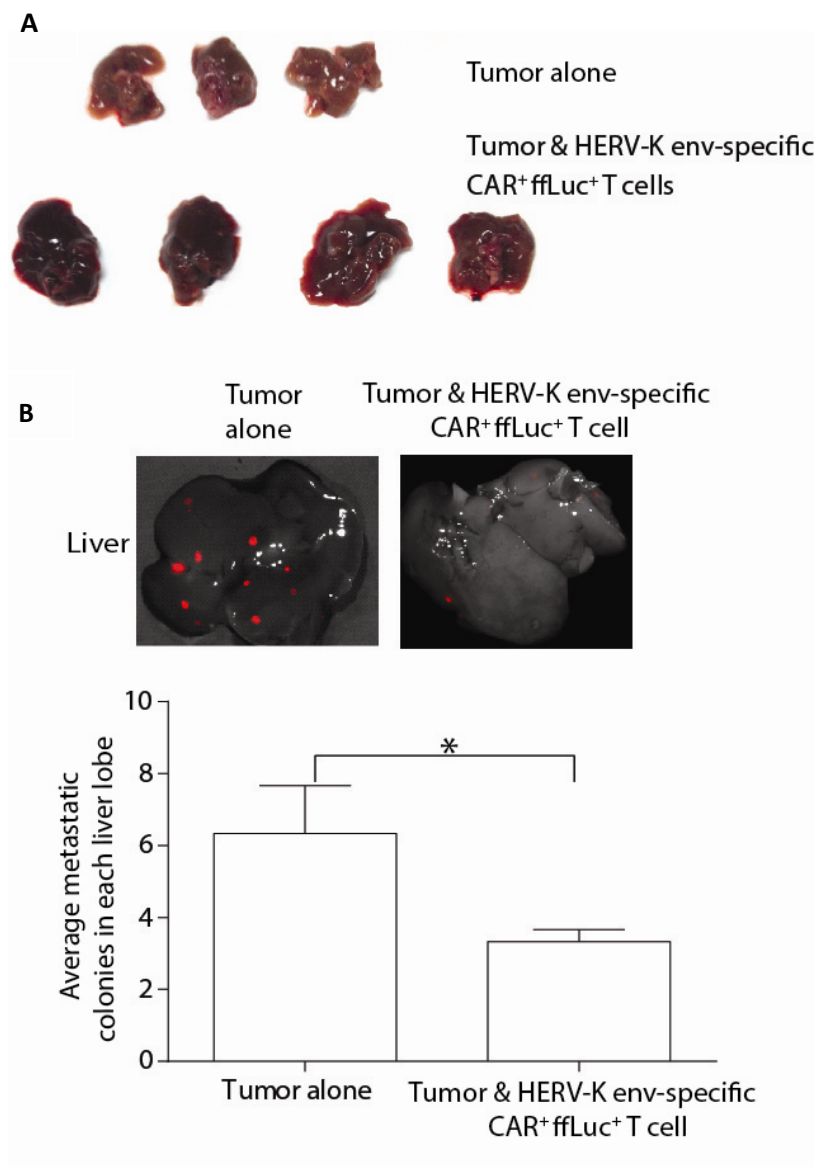 A
Tumor alone
Tumor & HERV-K env-specific
CAR⁺ ffLuc⁺ T cells
B
Tumor
alone
Tumor & HERV-K env-specific
CAR⁺ ffLuc⁺ T cell
Liver
Average metastatic
colonies in each liver lobe
10
8
6
4
2
0
*
Tumor alone
Tumor & HERV-K env-specific
CAR⁺ ffLuc⁺ T cell